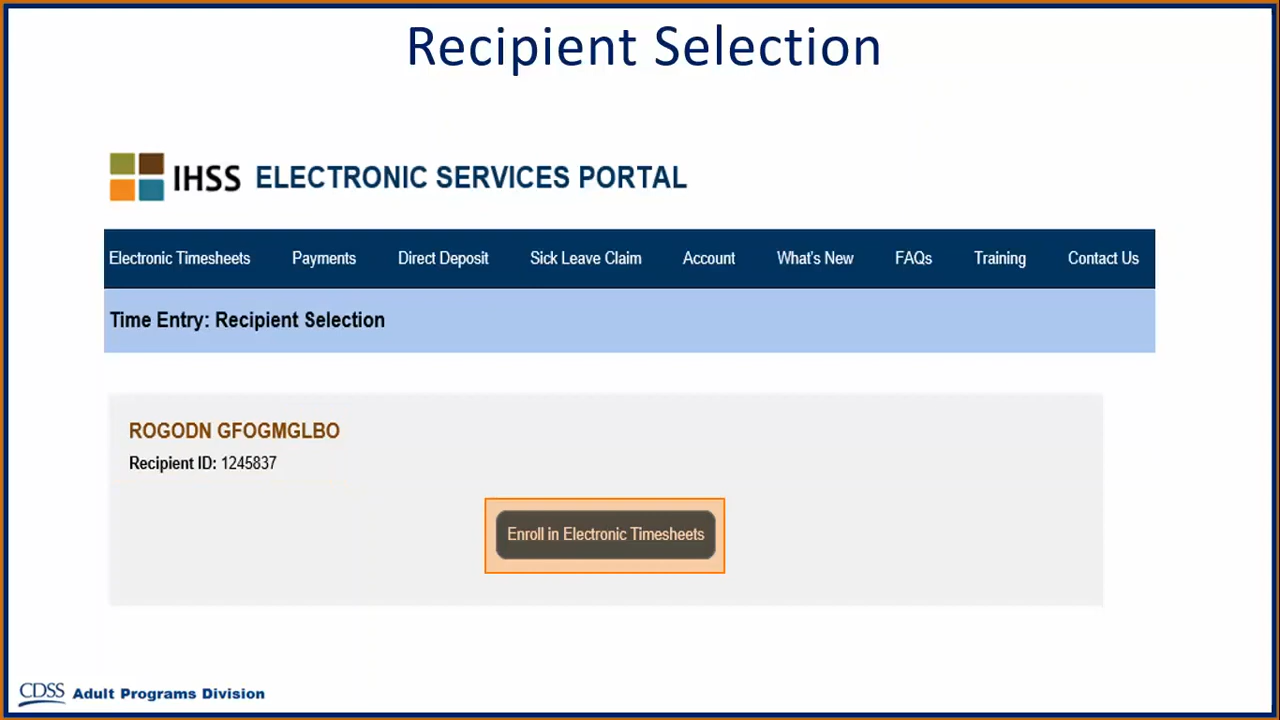 Recipient Selection
IHSS ELECTRONIC SERVICES PORTAL
Electronic Timesheets Payments Direct Deposit Sick Leave Claim Account What's New FAQs Training Contact Us
Time Entry: Recipient Selection
ROGODN GFOGMGLBO
Recipient ID: 1245837
Enroll in Electronic Timesheets
CDSS Adult Programs Division